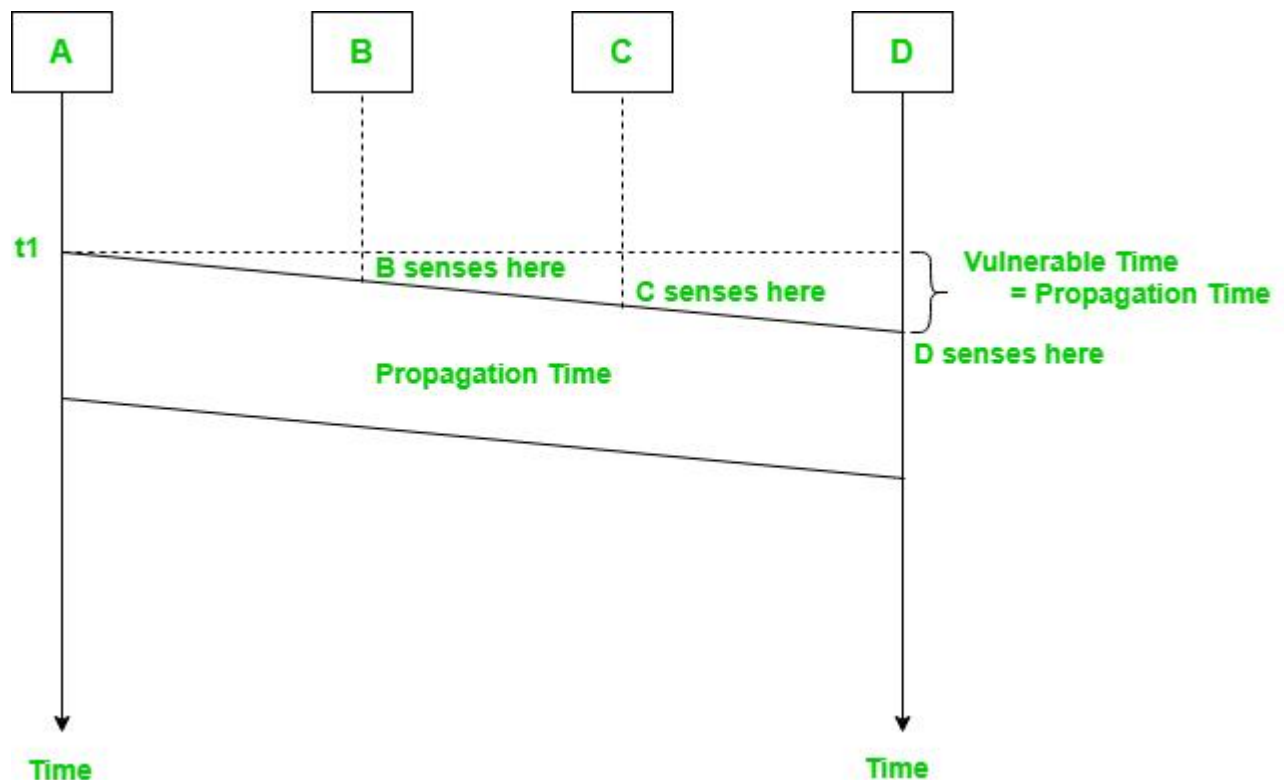 A
B
C
D
t1
B senses here
Vulnerable Time
= Propagation Time
C senses here
D senses here
Propagation Time
Time
Time